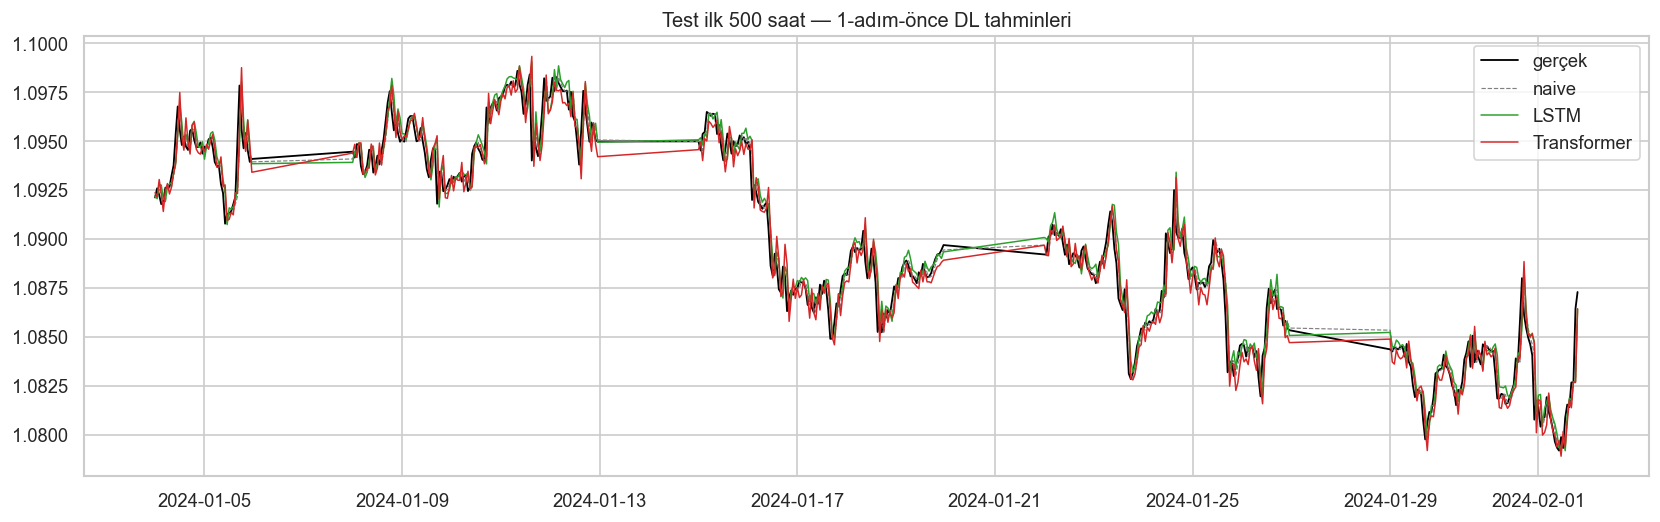 Test ilk 500 saat — 1-adım-önce DL tahminleri
1.1000
1.0975
1.0950
1.0925
1.0900
1.0875
1.0850
1.0825
1.0800
gerçek
naive
LSTM
Transformer
2024-01-05 2024-01-09 2024-01-13 2024-01-17 2024-01-21 2024-01-25 2024-01-29 2024-02-01